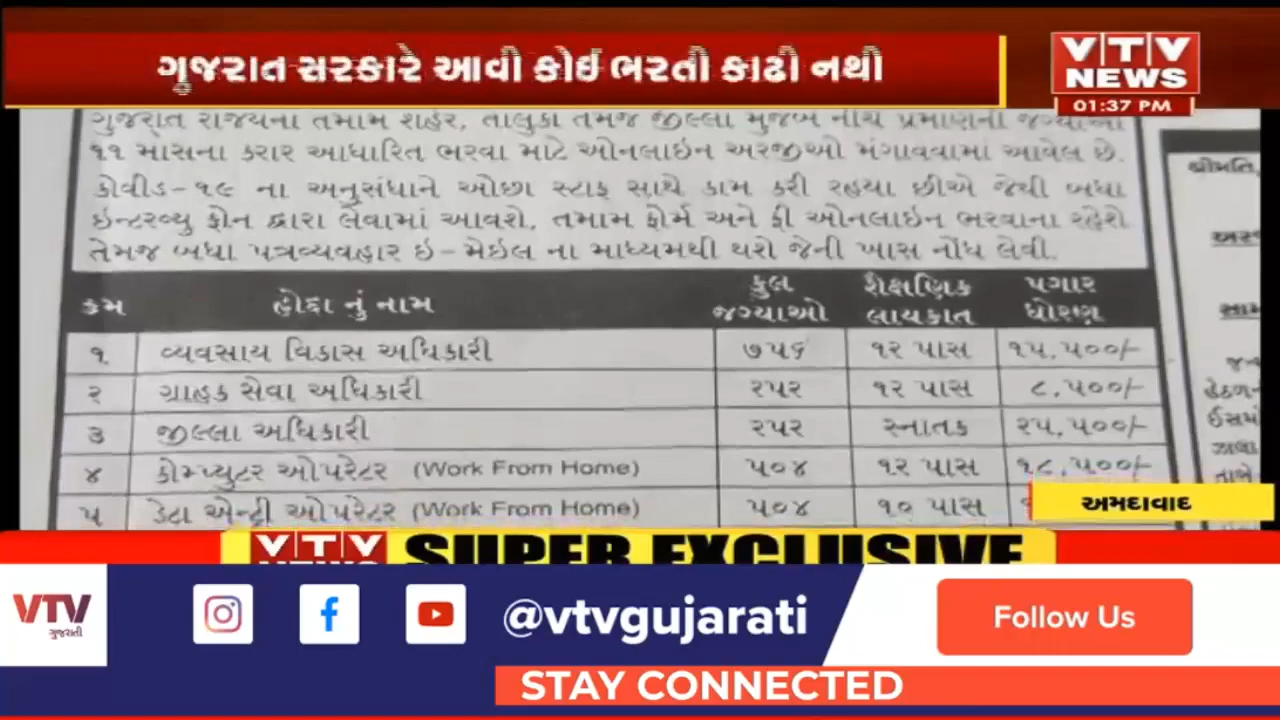 ગુજરાત સરકારે આવી કોઈ ભરતી કાઢી નથી
VTV
NEWS
01:37 PM
ગુજરાત રાજ્યના તમામ શહેર, તાલુકા તમજ જીલ્લા મુજબ નીચે પ્રમાણેની જગ્યાઓ
૧૧ માસના કરાર આધારિત ભરવા માટે ઓનલાઇન અરજીઓ મંગાવવામાં આવેલ છે.
કોવીડ-૧૯ ના અનુસંધાને ઓછા સ્ટાફ સાથે કામ કરી રહયા છીએ જેથી બધા
ઇન્ટરવ્યુ ફોન દ્વારા લેવામાં આવશે, તમામ ફોર્મ અને ફી ઓનલાઇન ભરવાના રહેશે
તેમજ બધા પત્રવ્યવહાર ઇ-મેઇલ ના માધ્યમથી થશે જેની ખાસ નોંધ લેવી.
ક્રમ હોદ્દા નું નામ કુલ જગ્યાઓ શૈક્ષણિક લાયકાત પગાર ધોરણ
૧ વ્યવસાય વિકાસ અધિકારી ૭૫૬ ૧૨ પાસ ૧૫,૫૦૦/-
૨ ગ્રાહક સેવા અધિકારી ૨૫૨ ૧૨ પાસ ૮,૫૦૦/-
૩ જીલ્લા અધિકારી ૨૫૨ સ્નાતક ૨૫,૫૦૦/-
૪ કોમ્પ્યુટર ઓપરેટર (Work From Home) ૫૦૪ ૧૨ પાસ ૧૮,૫૦૦/-
૫ ડેટા એન્ટ્રી ઓપરેટર (Work From Home) ૫૦૪ ૧૦ પાસ
શ્રીમતિ,
અમદાવાદ
VTV NEWS SUPER EXCLUSIVE
VTV ગુજરાતી
@vtvgujarati
Follow Us
STAY CONNECTED